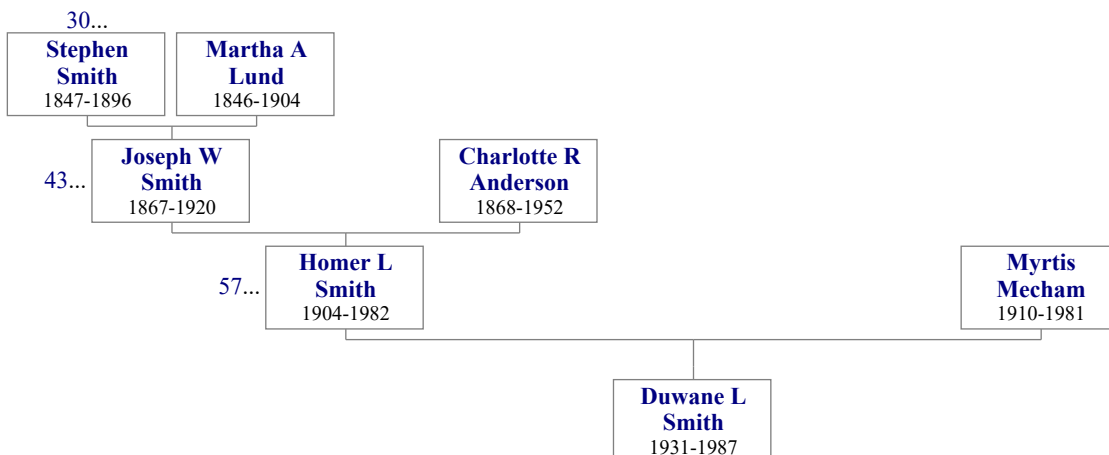 30...
Stephen
Smith
1847-1896
Martha A
Lund
1846-1904
43...
Joseph W
Smith
1867-1920
Charlotte R
Anderson
1868-1952
57...
Homer L
Smith
1904-1982
Myrtis
Mecham
1910-1981
Duwane L
Smith
1931-1987